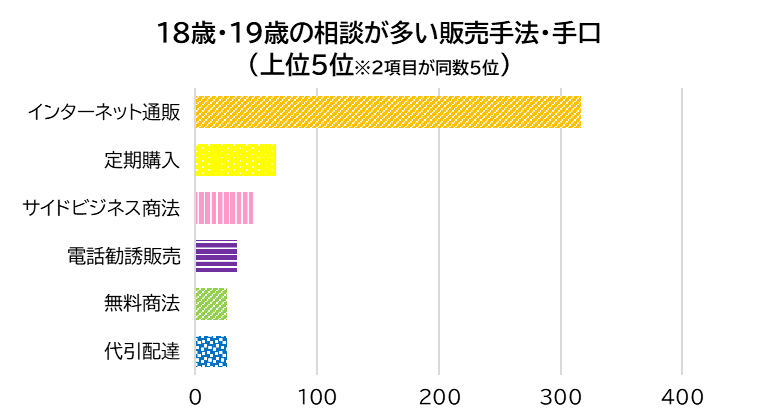 18歳・19歳の相談が多い販売手法・手口
（上位5位※2項目が同数5位）
インターネット通販
定期購入
サイドビジネス商法
電話勧誘販売
無料商法
代引配達
0 100 200 300 400